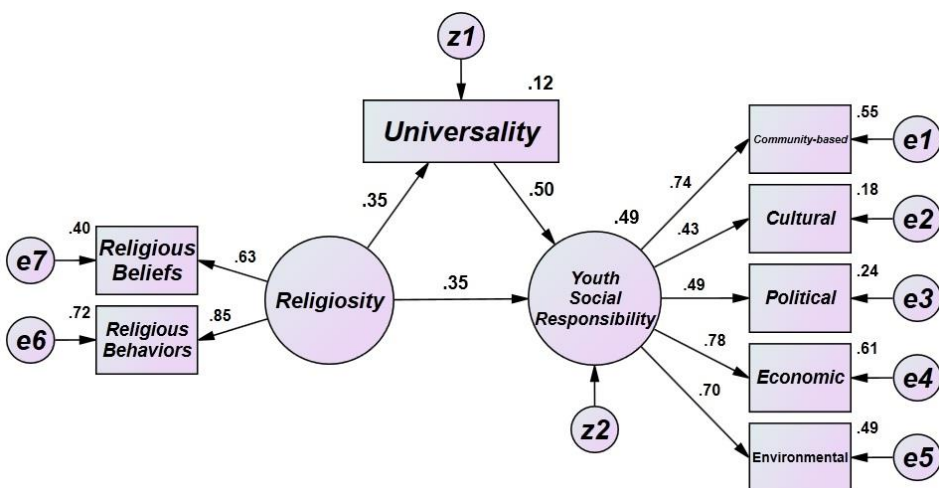 z1
.12
Universality
.55
Community-based
e1
.35
.50
.74
.49
.18
Cultural
e2
.43
.40
e7
Religious
Beliefs
.63
Religiosity
.35
Youth
Social
Responsibility
.49
.24
Political
e3
.72
e6
Religious
Behaviors
.85
.78
.61
Economic
e4
.70
z2
.49
Environmental
e5